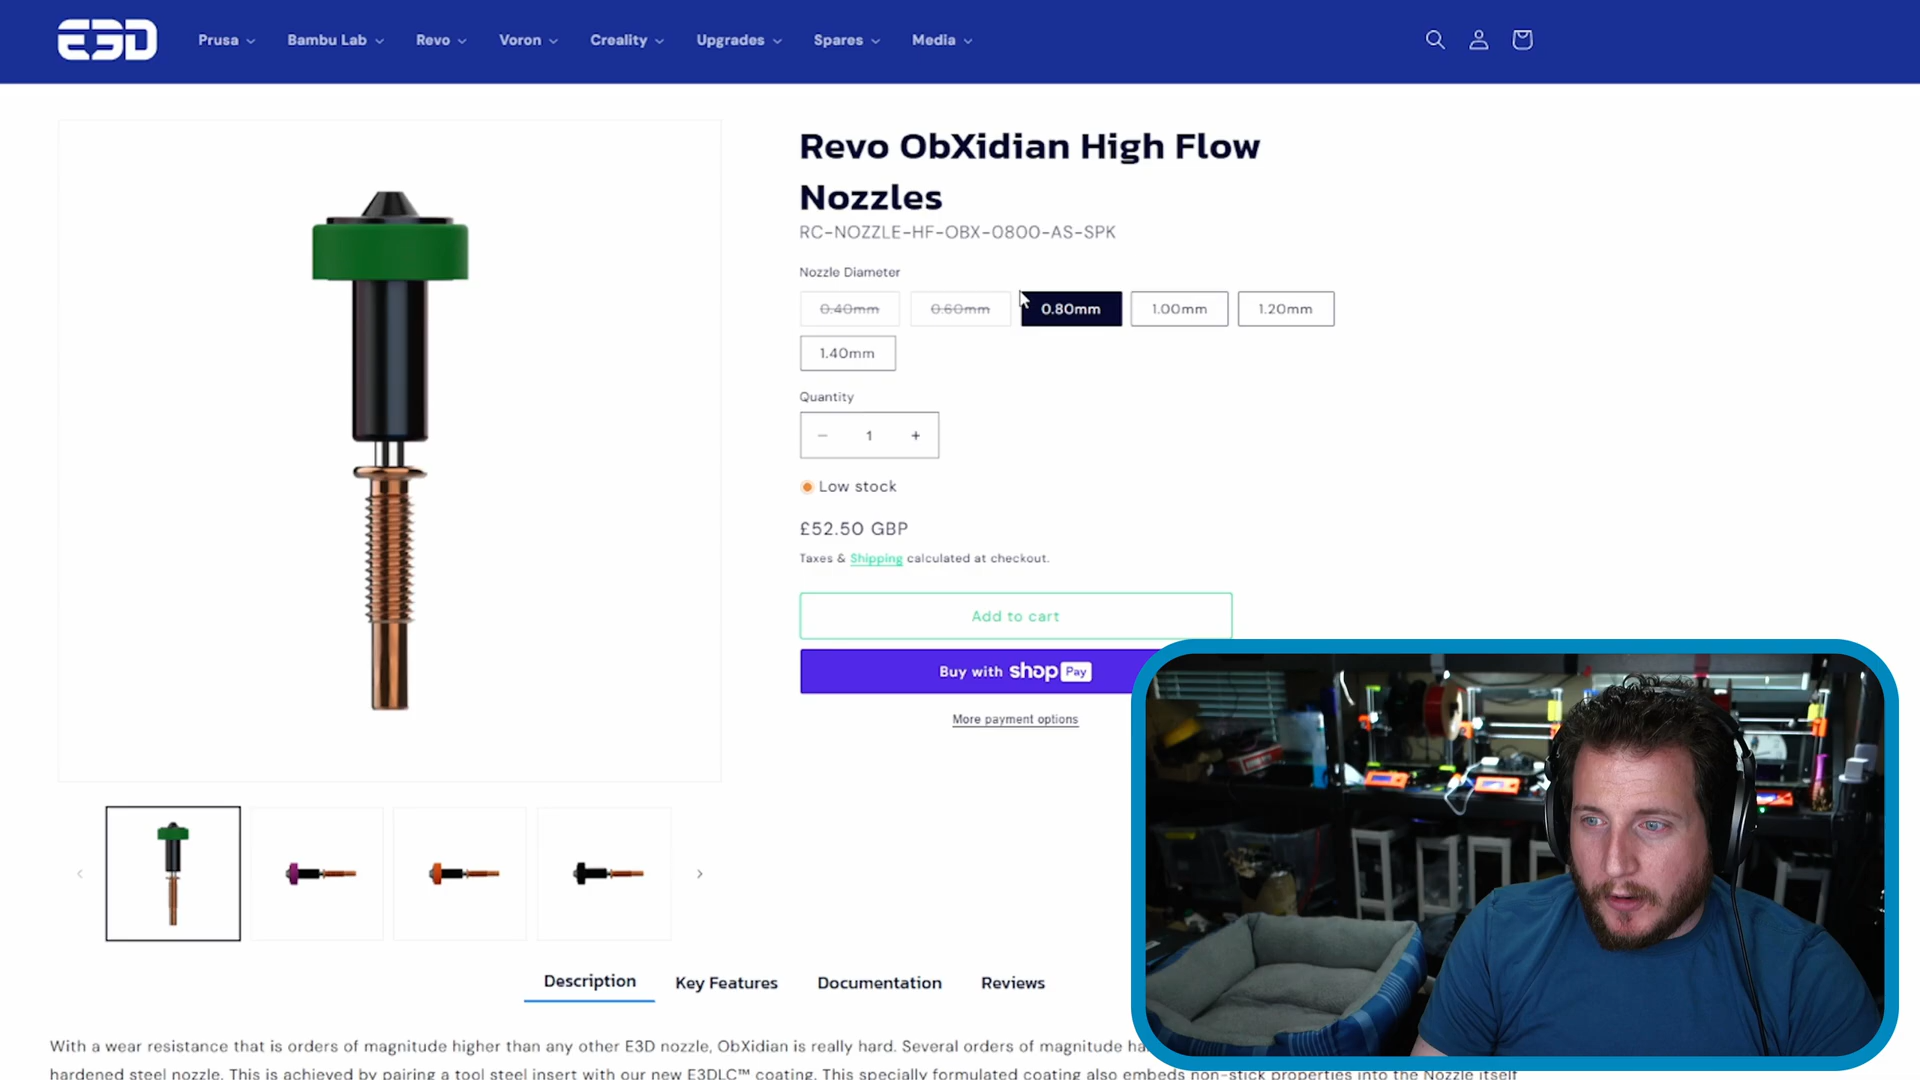 E3D
Prusa
Bambu Lab
Revo
Voron
Creality
Upgrades
Spares
Media
Revo ObXidian High Flow
Nozzles
RC-NOZZLE-HF-OBX-0800-AS-SPK
Nozzle Diameter
0.40mm
0.60mm
0.80mm
1.00mm
1.20mm
1.40mm
Quantity
− 1 +
Low stock
£52.50 GBP
Taxes & Shipping calculated at checkout.
Add to cart
Buy with shop Pay
More payment options
Description
Key Features
Documentation
Reviews
With a wear resistance that is orders of magnitude higher than any other E3D nozzle, ObXidian is really hard. Several orders of magnitude
hardened steel nozzle. This is achieved by pairing a tool steel insert with our new E3DLC™ coating. This specially formulated coating also embeds non-stick properties into the Nozzle itself